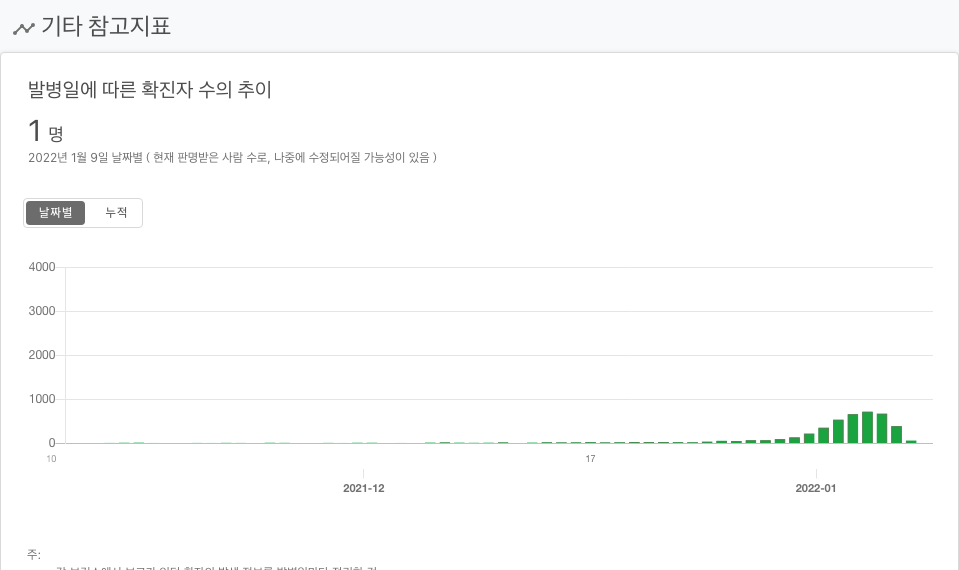 기타 참고지표
발병일에 따른 확진자 수의 추이
1 명
2022년 1월 9일 날짜별 ( 현재 판명받은 사람 수로, 나중에 수정되어질 가능성이 있음 )
날짜별 누적
4000
3000
2000
1000
0
10 17
2021-12 2022-01
주: